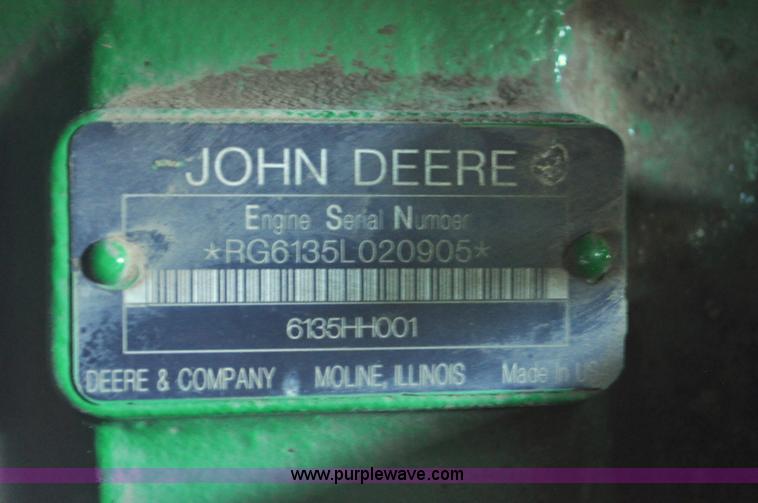 JOHN DEERE
Engine Serial Number
*RG6135L020905*
6135HH001
DEERE & COMPANY MOLINE, ILLINOIS Made In USA
www.purplewave.com